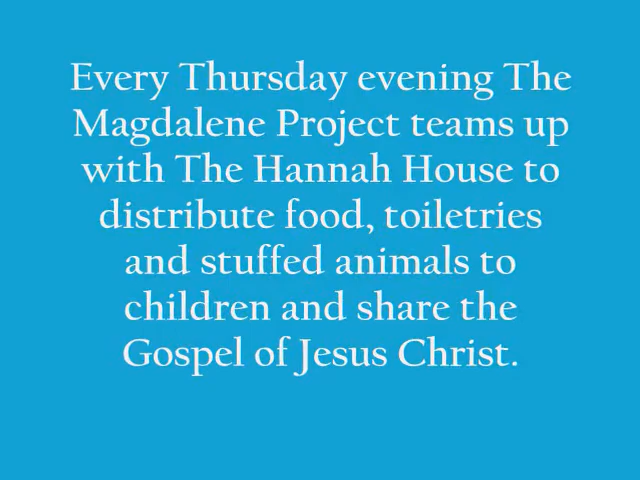 Every Thursday evening The
Magdalene Project teams up
with The Hannah House to
distribute food, toiletries
and stuffed animals to
children and share the
Gospel of Jesus Christ.